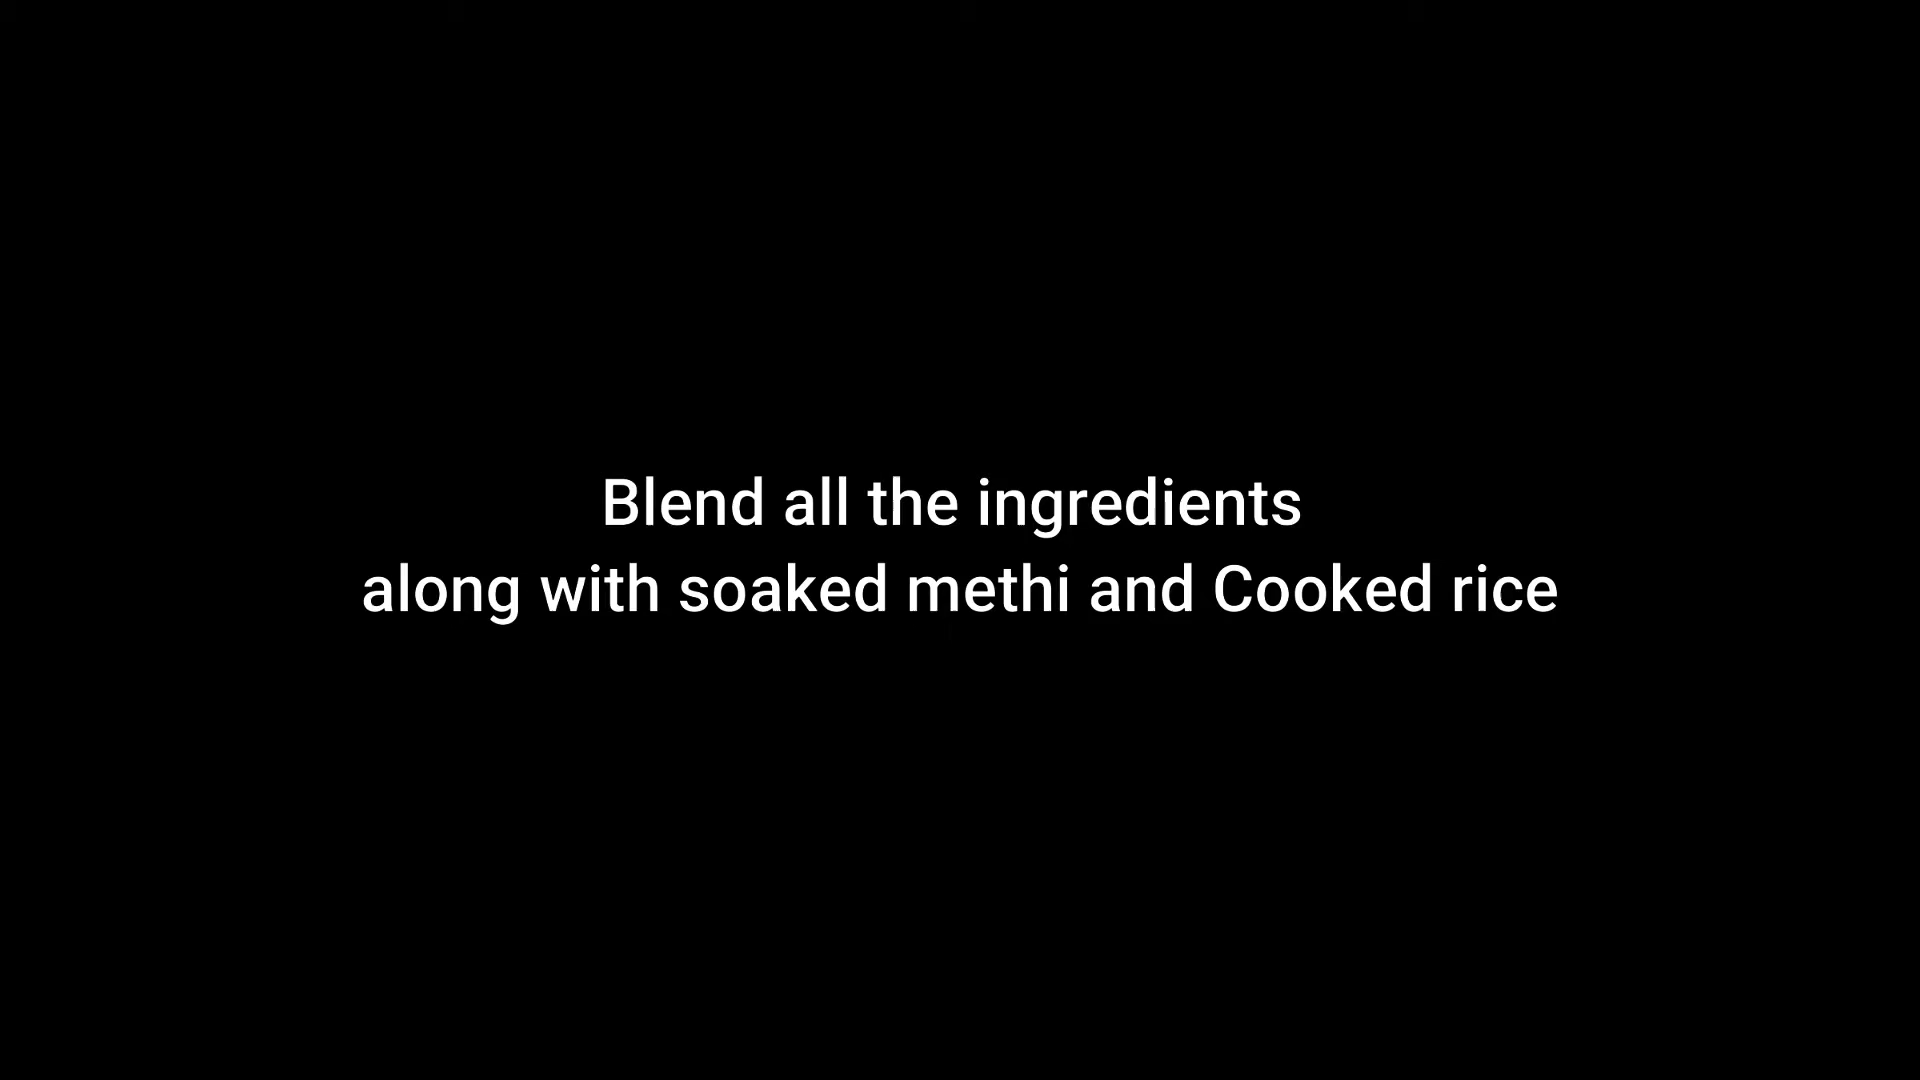 Blend all the ingredients
along with soaked methi and Cooked rice